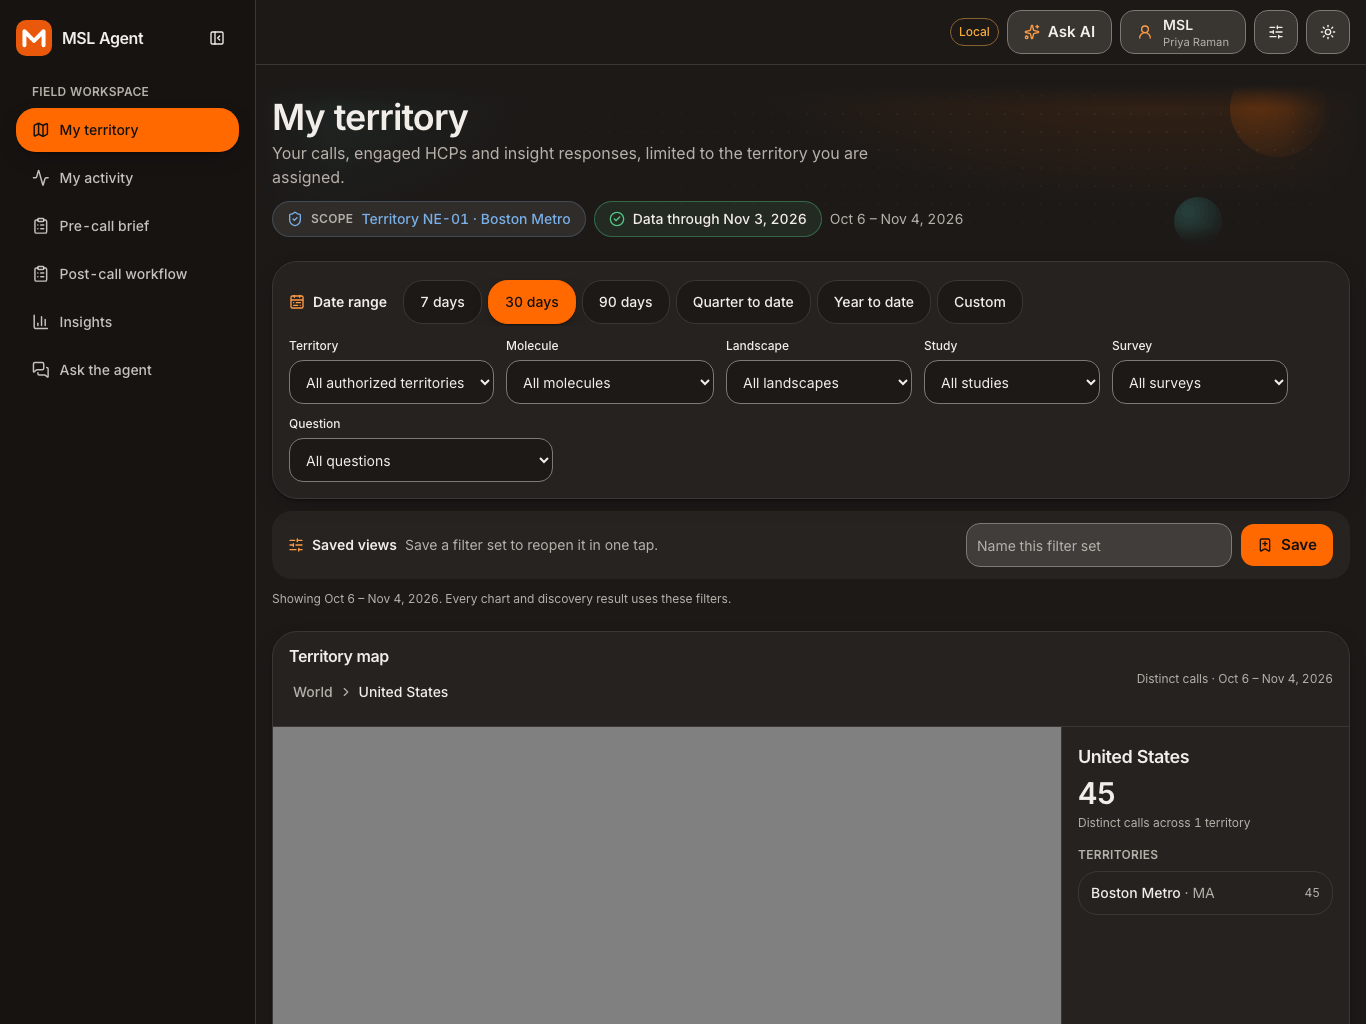 MSL Agent
FIELD WORKSPACE
My territory
My activity
Pre-call brief
Post-call workflow
Insights
Ask the agent
Local
Ask AI
MSL
Priya Raman
My territory
Your calls, engaged HCPs and insight responses, limited to the territory you are
assigned.
SCOPE Territory NE-01 · Boston Metro
Data through Nov 3, 2026
Oct 6 – Nov 4, 2026
Date range
7 days
30 days
90 days
Quarter to date
Year to date
Custom
Territory
All authorized territories
Molecule
All molecules
Landscape
All landscapes
Study
All studies
Survey
All surveys
Question
All questions
Saved views Save a filter set to reopen it in one tap.
Name this filter set
Save
Showing Oct 6 – Nov 4, 2026. Every chart and discovery result uses these filters.
Territory map
World > United States
Distinct calls · Oct 6 – Nov 4, 2026
United States
45
Distinct calls across 1 territory
TERRITORIES
Boston Metro · MA 45